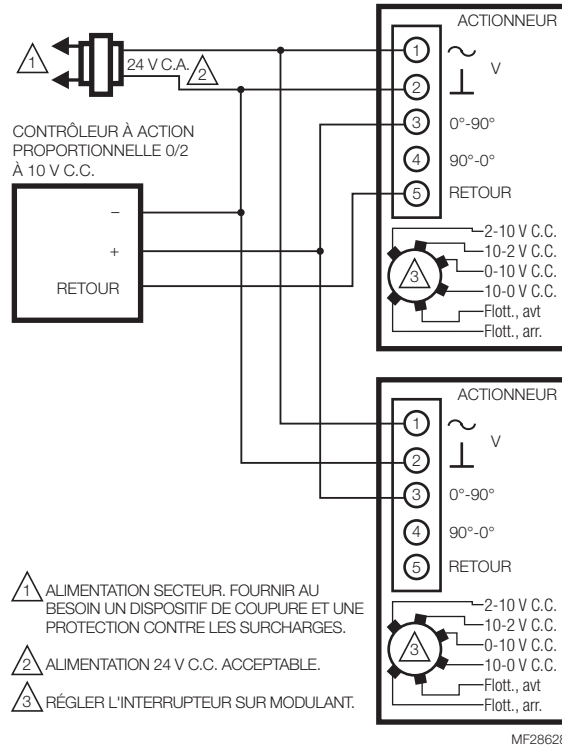 ACTIONNEUR
1
24 V C.A.
2
1
V
2
3
0°-90°
4
90°-0°
5
RETOUR
CONTRÔLEUR À ACTION
PROPORTIONNELLE 0/2
À 10 V C.C.
–
+
RETOUR
2-10 V C.C.
10-2 V C.C.
0-10 V C.C.
10-0 V C.C.
Flott., avt
Flott., arr.
3
ACTIONNEUR
1
V
2
3
0°-90°
4
90°-0°
5
RETOUR
2-10 V C.C.
10-2 V C.C.
0-10 V C.C.
10-0 V C.C.
Flott., avt
Flott., arr.
3
1 ALIMENTATION SECTEUR. FOURNIR AU
BESOIN UN DISPOSITIF DE COUPURE ET UNE
PROTECTION CONTRE LES SURCHARGES.
2 ALIMENTATION 24 V C.C. ACCEPTABLE.
3 RÉGLER L'INTERRUPTEUR SUR MODULANT.
MF28628